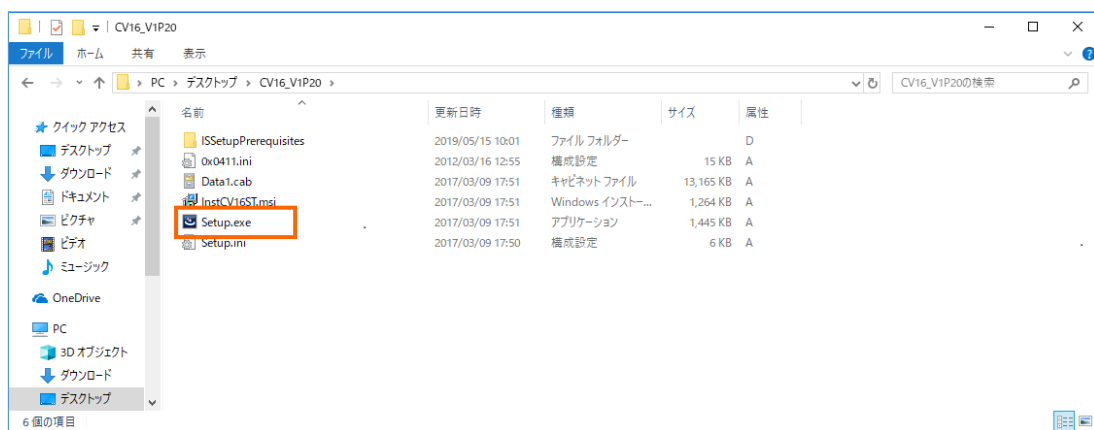 CV16_V1P20
ファイル ホーム 共有 表示
PC デスクトップ CV16_V1P20 CV16_V1P20の検索
名前 更新日時 種類 サイズ 属性
クイック アクセス
デスクトップ
ダウンロード
ドキュメント
ピクチャ
ビデオ
ミュージック
OneDrive
PC
3D オブジェクト
ダウンロード
デスクトップ
ISSetupPrerequisites 2019/05/15 10:01 ファイル フォルダー D
0x0411.ini 2012/03/16 12:55 構成設定 15 KB A
Data1.cab 2017/03/09 17:51 キャビネット ファイル 13,165 KB A
InstCV16ST.msi 2017/03/09 17:51 Windows インストー... 1,264 KB A
Setup.exe 2017/03/09 17:51 アプリケーション 1,445 KB A
Setup.ini 2017/03/09 17:50 構成設定 6 KB A
6 個の項目